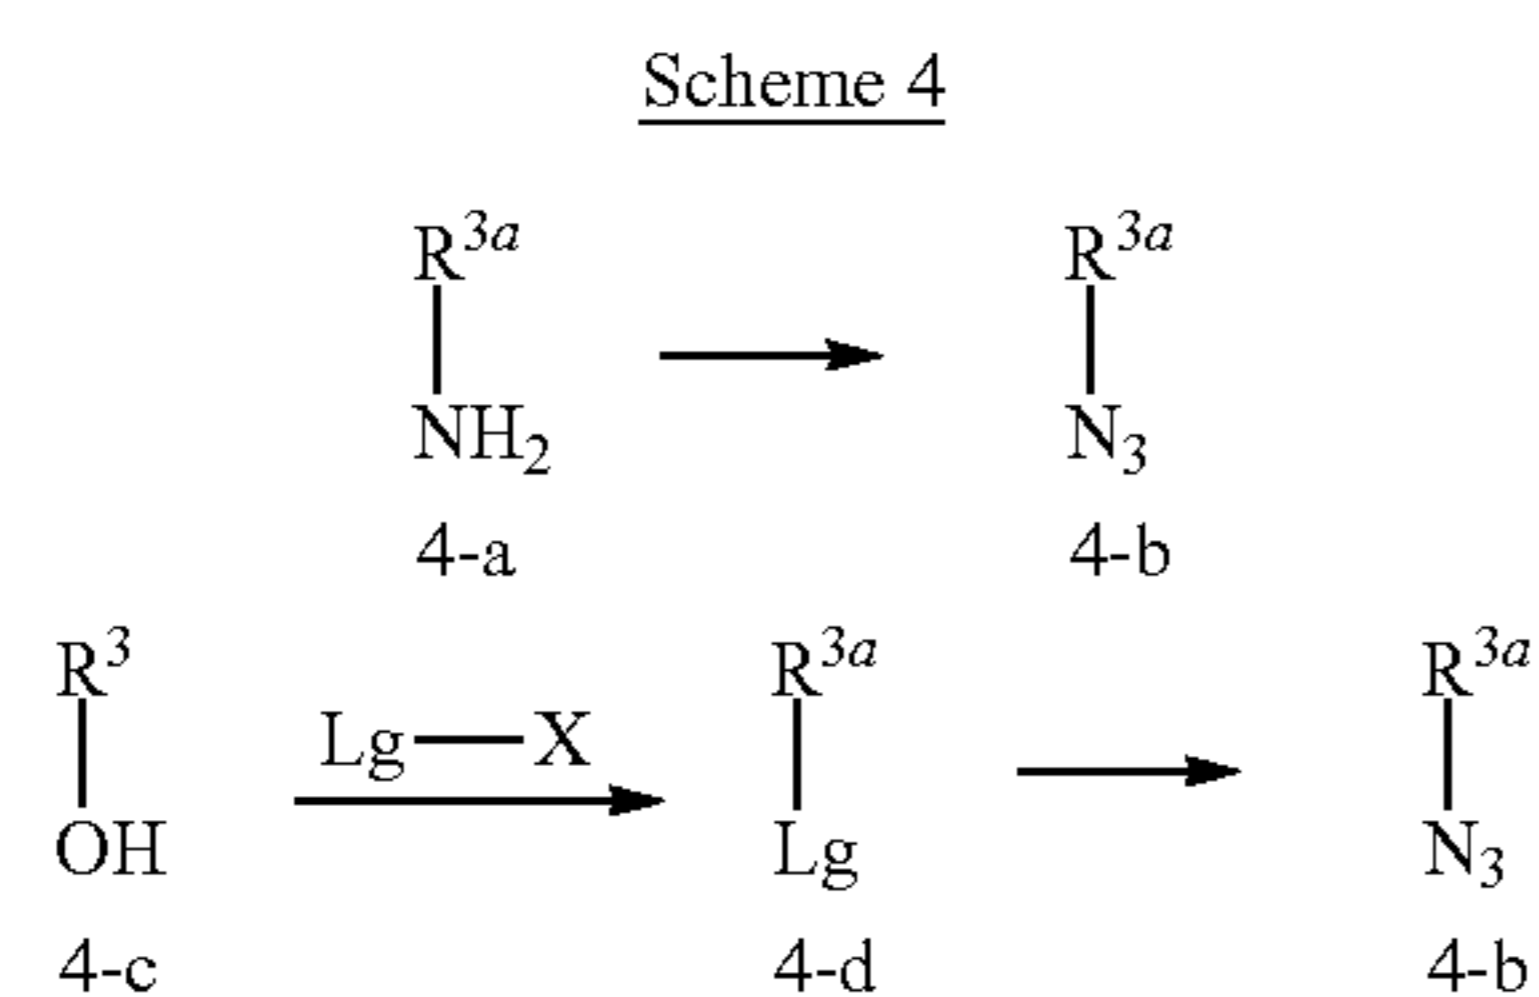 Scheme 4
R³ᵃ R³ᵃ
NH₂ N₃
4-a 4-b
R³ Lg—X R³ᵃ R³ᵃ
OH Lg N₃
4-c 4-d 4-b